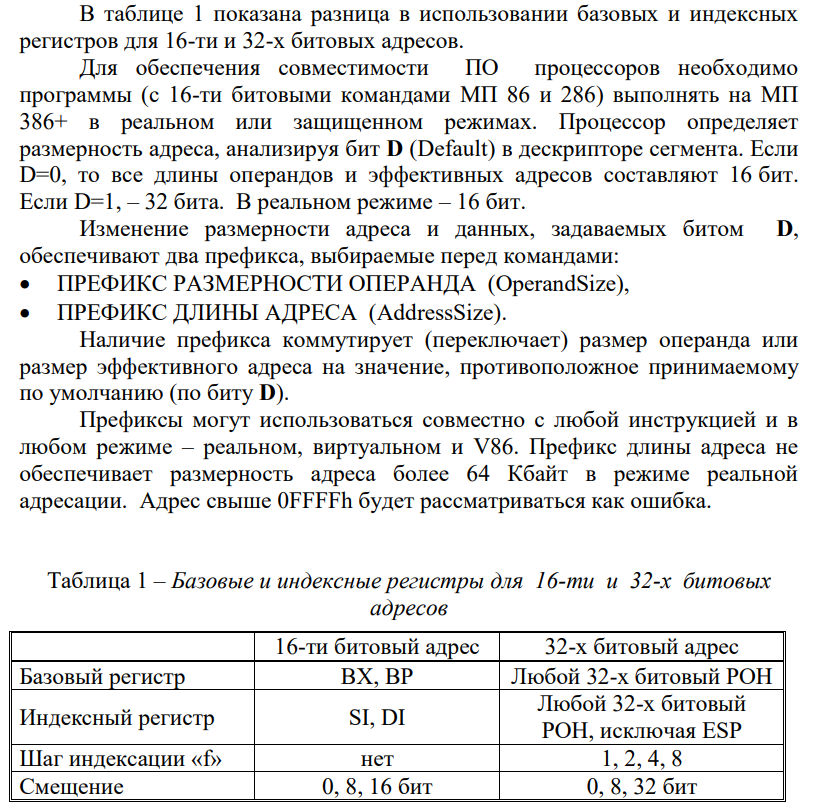 В таблице 1 показана разница в использовании базовых и индексных
регистров для 16-ти и 32-х битовых адресов.
Для обеспечения совместимости ПО процессоров необходимо
программы (с 16-ти битовыми командами МП 86 и 286) выполнять на МП
386+ в реальном или защищенном режимах. Процессор определяет
размерность адреса, анализируя бит D (Default) в дескрипторе сегмента. Если
D=0, то все длины операндов и эффективных адресов составляют 16 бит.
Если D=1, – 32 бита. В реальном режиме – 16 бит.
Изменение размерности адреса и данных, задаваемых битом D,
обеспечивают два префикса, выбираемые перед командами:
• ПРЕФИКС РАЗМЕРНОСТИ ОПЕРАНДА (OperandSize),
• ПРЕФИКС ДЛИНЫ АДРЕСА (AddressSize).
Наличие префикса коммутирует (переключает) размер операнда или
размер эффективного адреса на значение, противоположное принимаемому
по умолчанию (по биту D).
Префиксы могут использоваться совместно с любой инструкцией и в
любом режиме – реальном, виртуальном и V86. Префикс длины адреса не
обеспечивает размерность адреса более 64 Кбайт в режиме реальной
адресации. Адрес свыше 0FFFFh будет рассматриваться как ошибка.
Таблица 1 – Базовые и индексные регистры для 16-ти и 32-х битовых
адресов
16-ти битовый адрес 32-х битовый адрес
Базовый регистр BX, BP Любой 32-х битовый РОН
Индексный регистр SI, DI Любой 32-х битовый
РОН, исключая ESP
Шаг индексации «f» нет 1, 2, 4, 8
Смещение 0, 8, 16 бит 0, 8, 32 бит